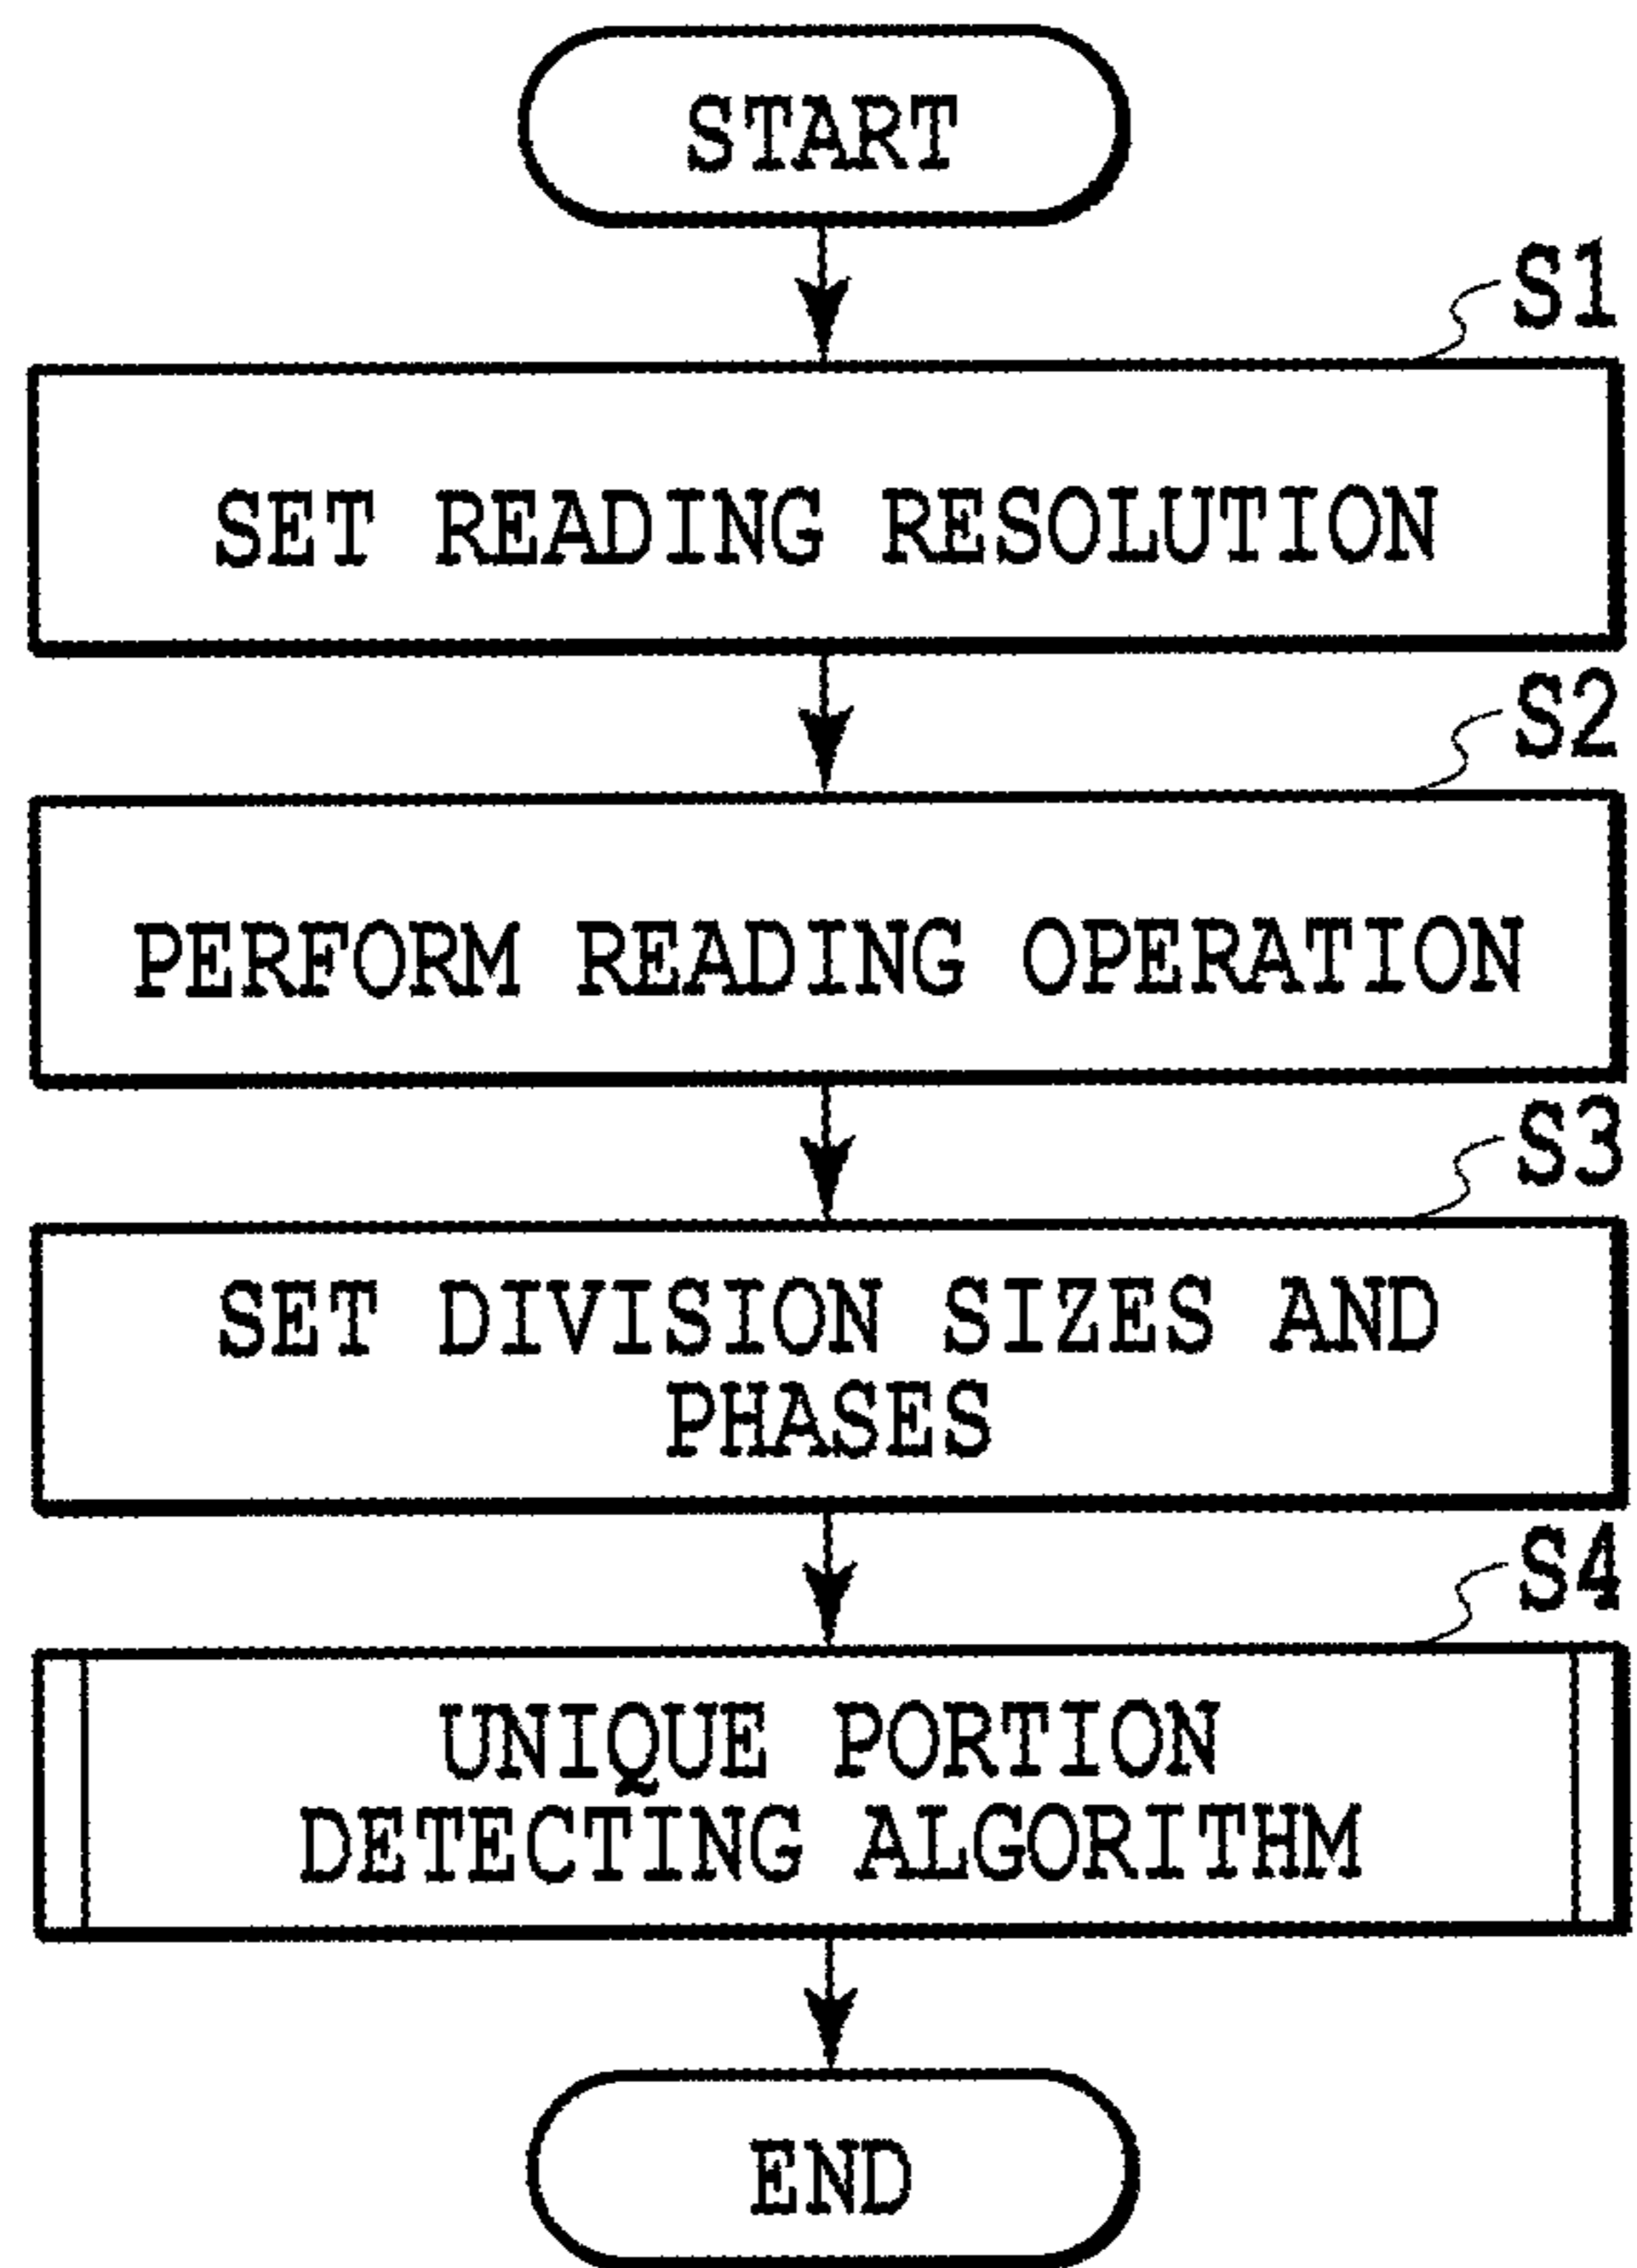 START
S1
SET READING RESOLUTION
S2
PERFORM READING OPERATION
S3
SET DIVISION SIZES AND
PHASES
S4
UNIQUE PORTION
DETECTING ALGORITHM
END